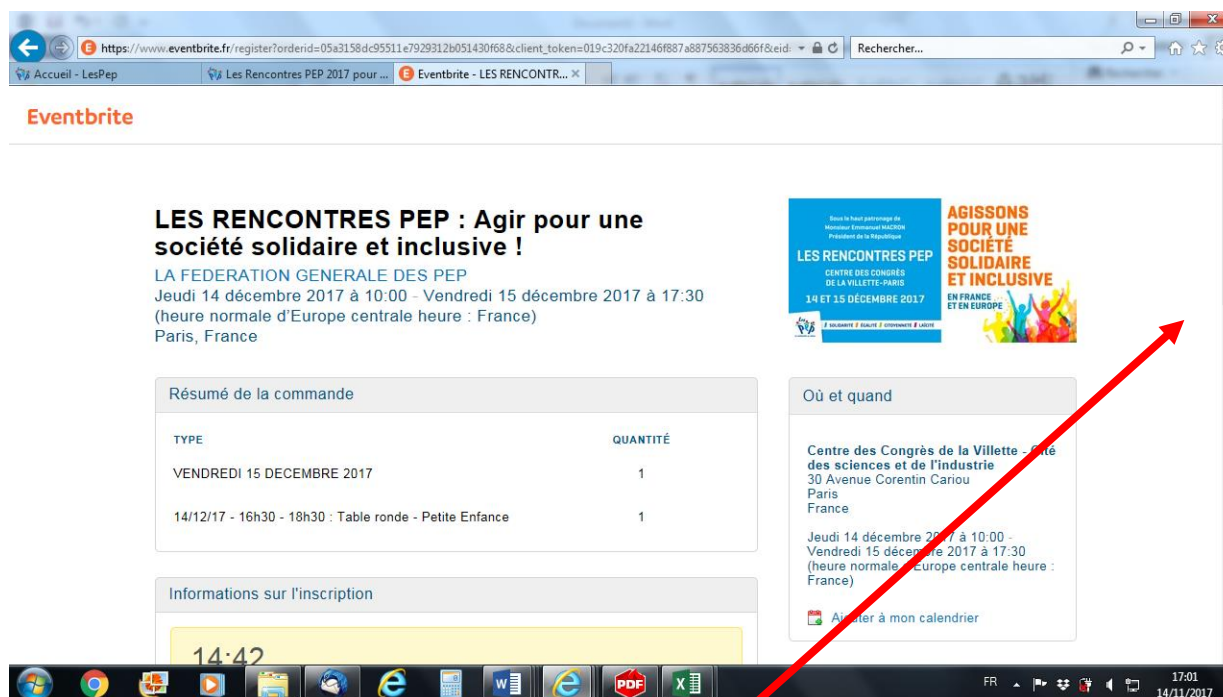 https://www.eventbrite.fr/register?orderid=05a3158dc95511e7929312b051430f68&client_token=019c320fa22146f887a887563836d66f&eid
Rechercher...
Accueil - LesPep
Les Rencontres PEP 2017 pour ...
Eventbrite - LES RENCONTR...
Eventbrite
LES RENCONTRES PEP : Agir pour une
société solidaire et inclusive !
LA FEDERATION GENERALE DES PEP
Jeudi 14 décembre 2017 à 10:00 - Vendredi 15 décembre 2017 à 17:30
(heure normale d'Europe centrale heure : France)
Paris, France
Sous le haut patronage de
Monsieur Emmanuel MACRON
Président de la République
LES RENCONTRES PEP
CENTRE DES CONGRÈS
DE LA VILLETTE-PARIS
14 ET 15 DÉCEMBRE 2017
SOLIDARITÉ / ÉGALITÉ / CITOYENNETÉ / LAÏCITÉ
AGISSONS
POUR UNE
SOCIÉTÉ
SOLIDAIRE
ET INCLUSIVE
EN FRANCE
ET EN EUROPE
Résumé de la commande
TYPE QUANTITÉ
VENDREDI 15 DECEMBRE 2017 1
14/12/17 - 16h30 - 18h30 : Table ronde - Petite Enfance 1
Informations sur l'inscription
14:42
Où et quand
Centre des Congrès de la Villette - Cité
des sciences et de l'industrie
30 Avenue Corentin Cariou
Paris
France
Jeudi 14 décembre 2017 à 10:00 -
Vendredi 15 décembre 2017 à 17:30
(heure normale d'Europe centrale heure :
France)
Ajouter à mon calendrier
PDF
FR
17:01
14/11/2017